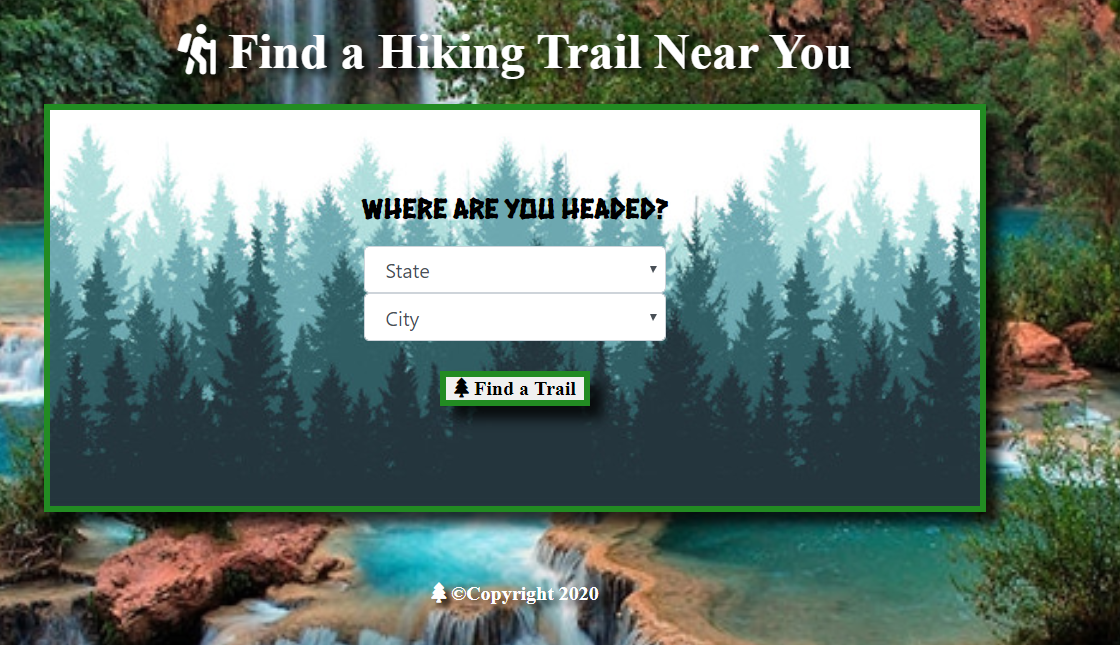 Find a Hiking Trail Near You
WHERE ARE YOU HEADED?
State
City
Find a Trail
©Copyright 2020